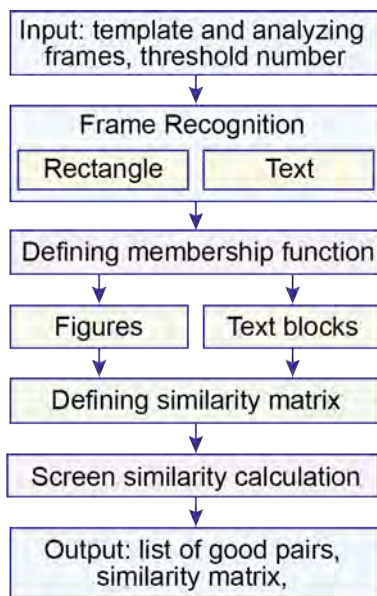 Input: template and analyzing
frames, threshold number
Frame Recognition
Rectangle
Text
Defining membership function
Figures
Text blocks
Defining similarity matrix
Screen similarity calculation
Output: list of good pairs,
similarity matrix,